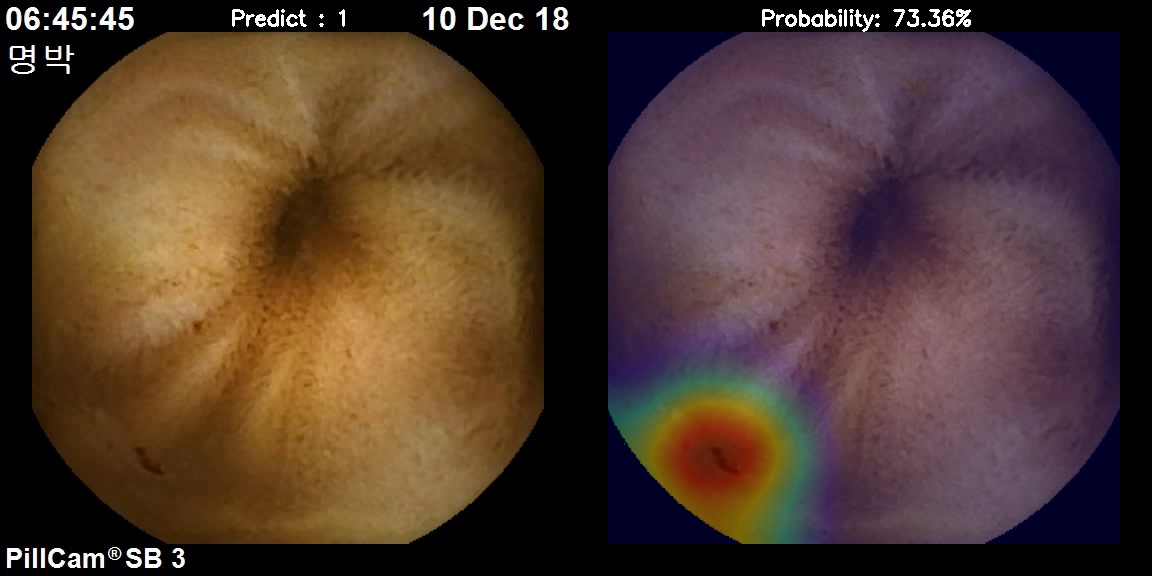 06:45:45
Predict : 1
10 Dec 18
Probability: 73.36%
명박
PillCam® SB 3